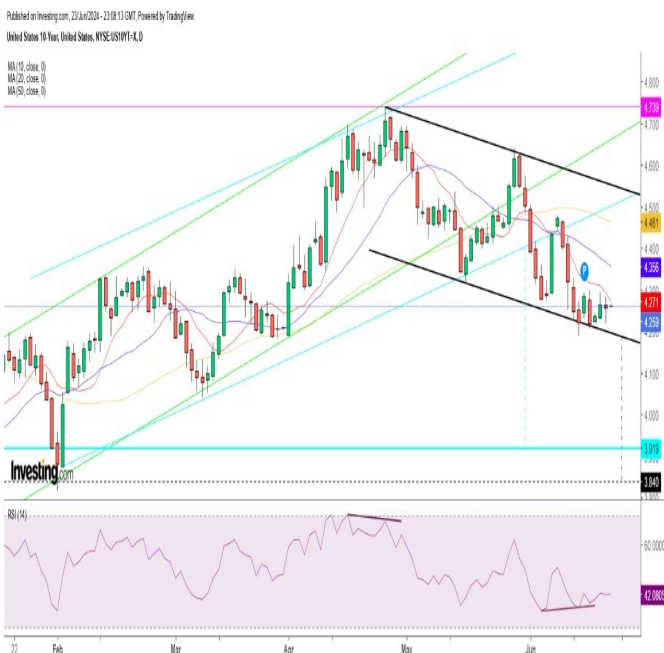 Published on Investing.com, 23/Jun/2024 - 23:08:13 GMT, Powered by TradingView.
United States 10-Year, United States, NYSE:US10YT=X, D
MA (10, close, 0)
MA (20, close, 0)
MA (50, close, 0)
4.800
4.739
4.700
4.600
4.500
4.461
4.400
4.356
4.300
4.271
4.259
4.100
4.000
3.919
3.840
P
Investing.com
RSI (14)
60.0000
42.0805
22 Feb Mar Apr May Jun